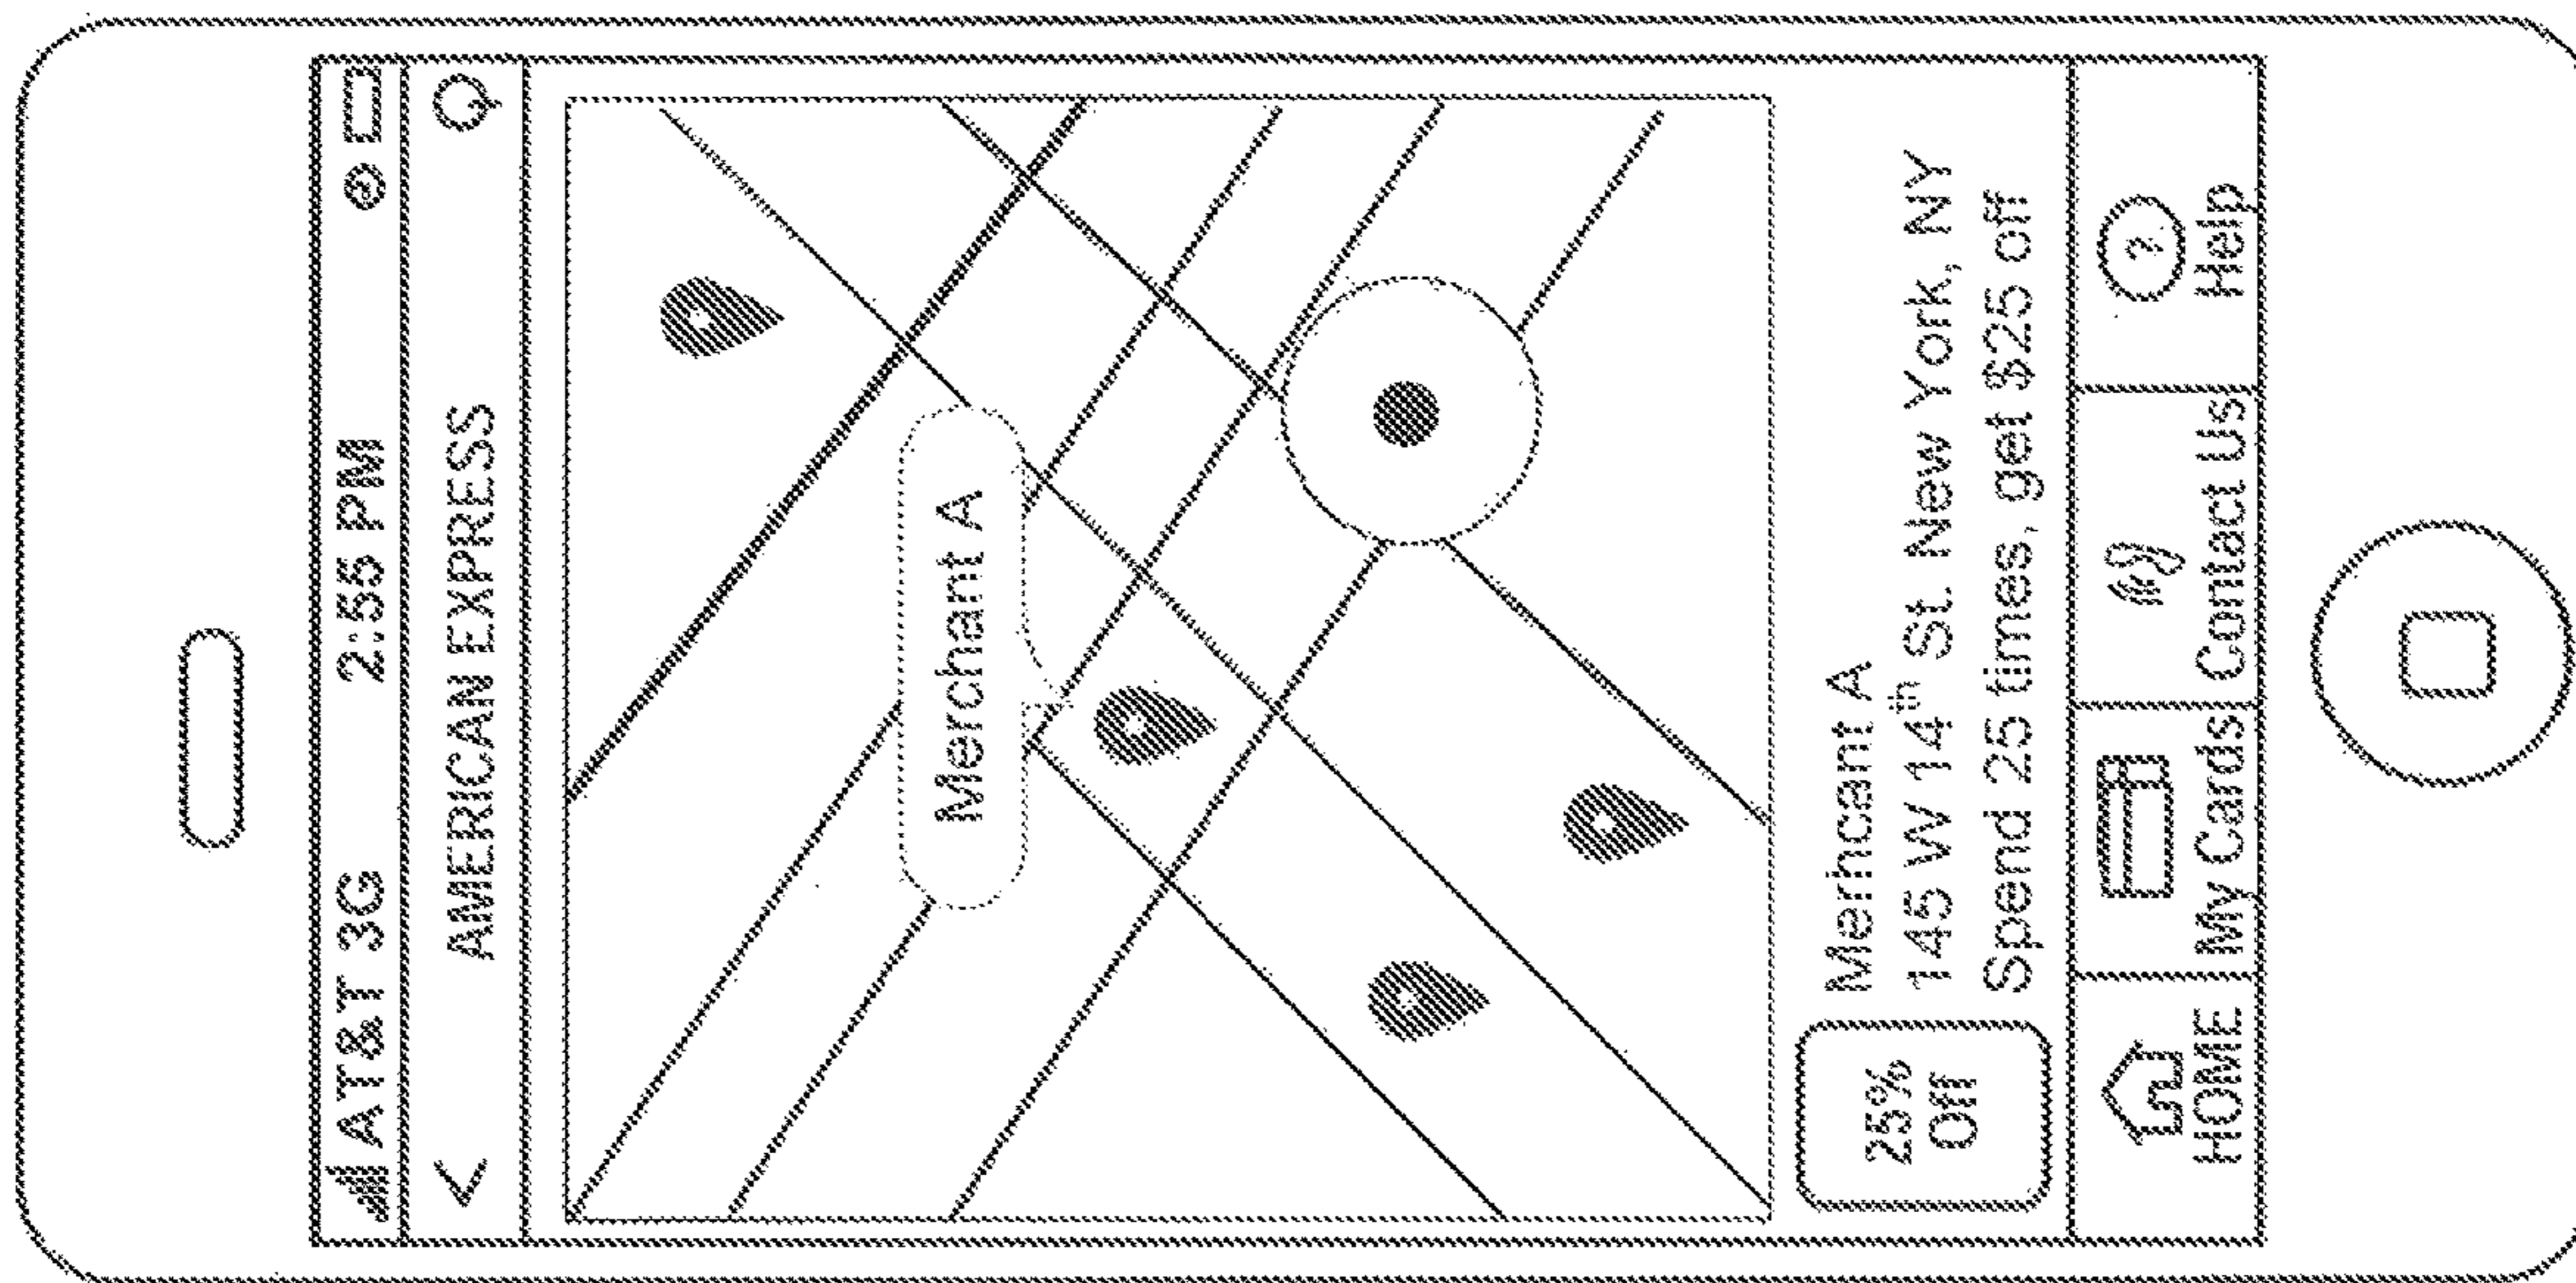 AT&T 3G 2:55 PM
AMERICAN EXPRESS
Merchant A
25%
Off
Merhcant A
145 W 14th St. New York, NY
Spend 25 times, get $25 off
HOME
My Cards
Contact Us
?
Help